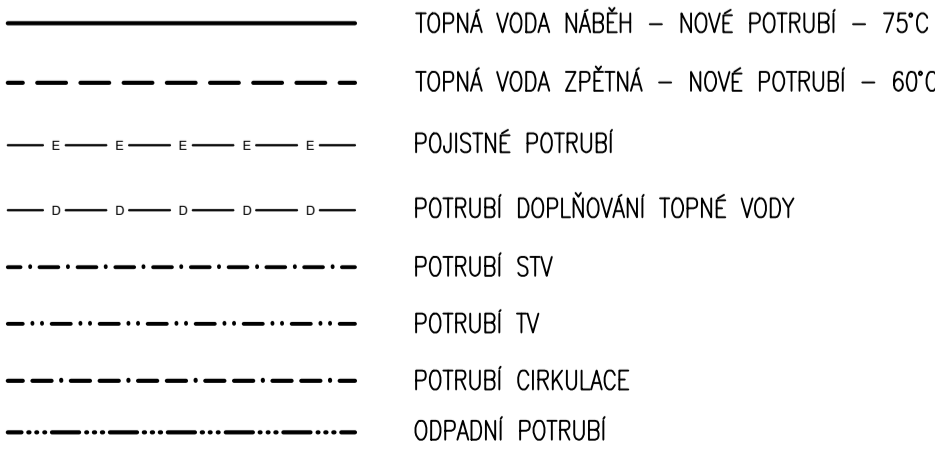 TOPNÁ VODA NÁBĚH – NOVÉ POTRUBÍ – 75°C
TOPNÁ VODA ZPĚTNÁ – NOVÉ POTRUBÍ – 60°C
E E E E E POJISTNÉ POTRUBÍ
D D D D D POTRUBÍ DOPLŇOVÁNÍ TOPNÉ VODY
POTRUBÍ STV
POTRUBÍ TV
POTRUBÍ CIRKULACE
ODPADNÍ POTRUBÍ